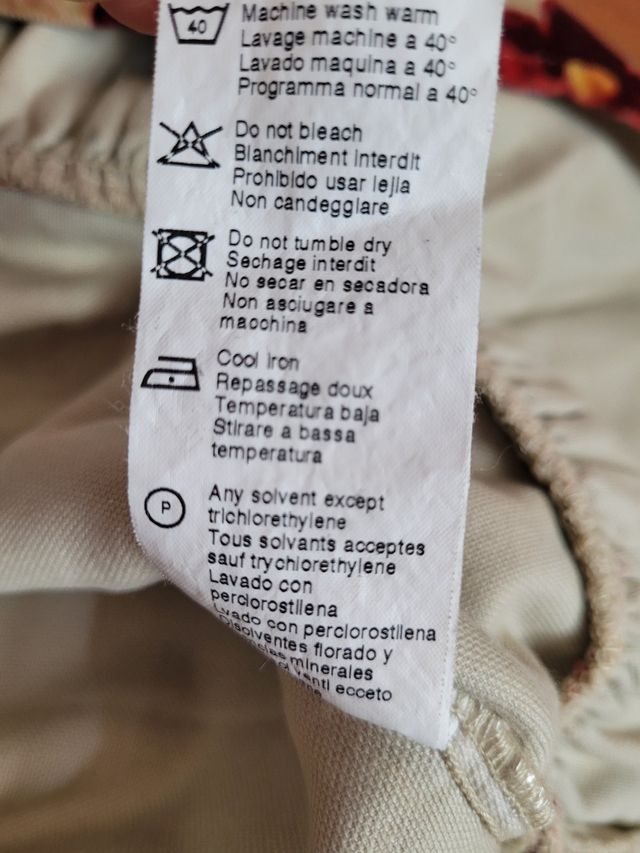 40
Machine wash warm
Lavage machine a 40°
Lavado maquina a 40°
Programma normal a 40°
Do not bleach
Blanchiment interdit
Prohibido usar lejia
Non candeggiare
Do not tumble dry
Sechage interdit
No secar en secadora
Non asciugare a
macchina
Cool iron
Repassage doux
Temperatura baja
Stirare a bassa
temperatura
P
Any solvent except
trichlorethylene
Tous solvants acceptes
sauf trychlorethylene
Lavado con
perclorostilena
Lvado con perclorostilena
Disolventes florado y
minerales
venti ecceto